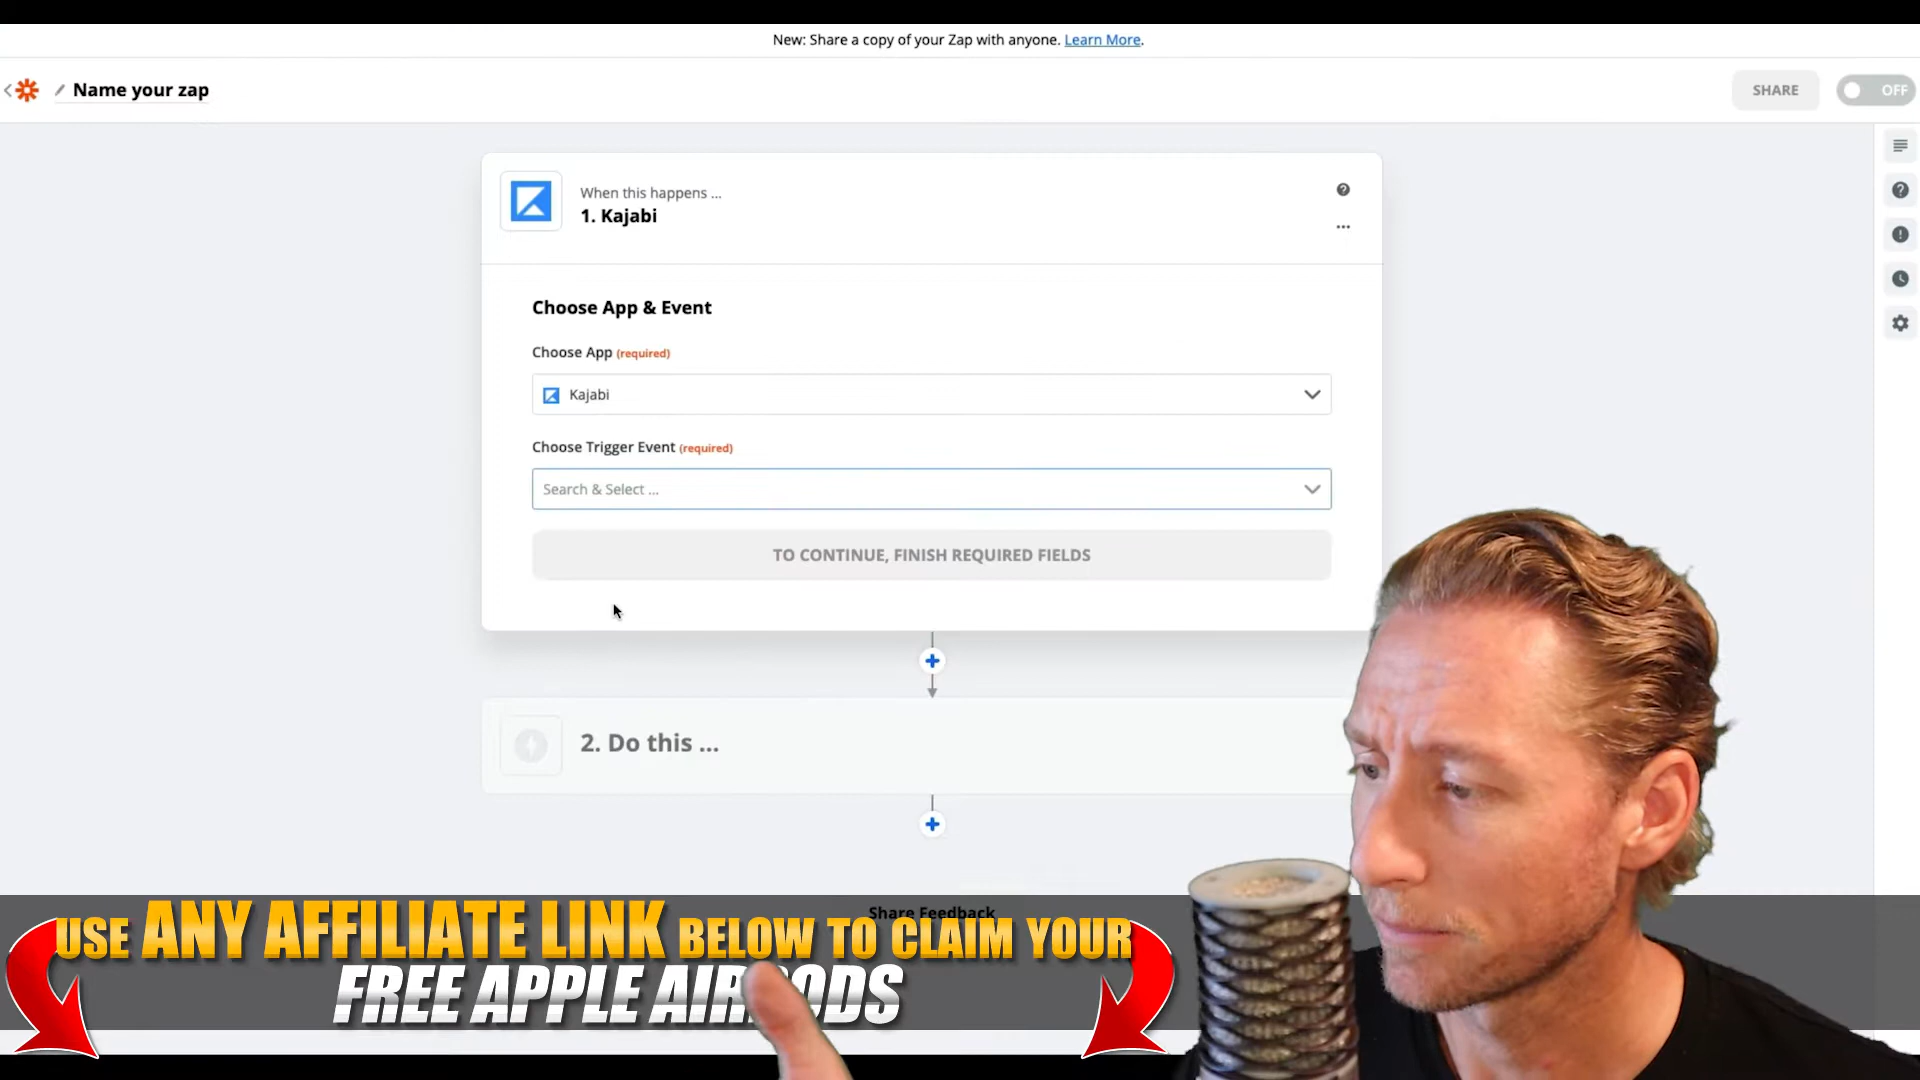 New: Share a copy of your Zap with anyone. Learn More.
Name your zap
SHARE
OFF
When this happens ...
1. Kajabi
Choose App & Event
Choose App (required)
Kajabi
Choose Trigger Event (required)
Search & Select ...
TO CONTINUE, FINISH REQUIRED FIELDS
2. Do this ...
Share Feedback
USE ANY AFFILIATE LINK BELOW TO CLAIM YOUR
FREE APPLE AIRPODS